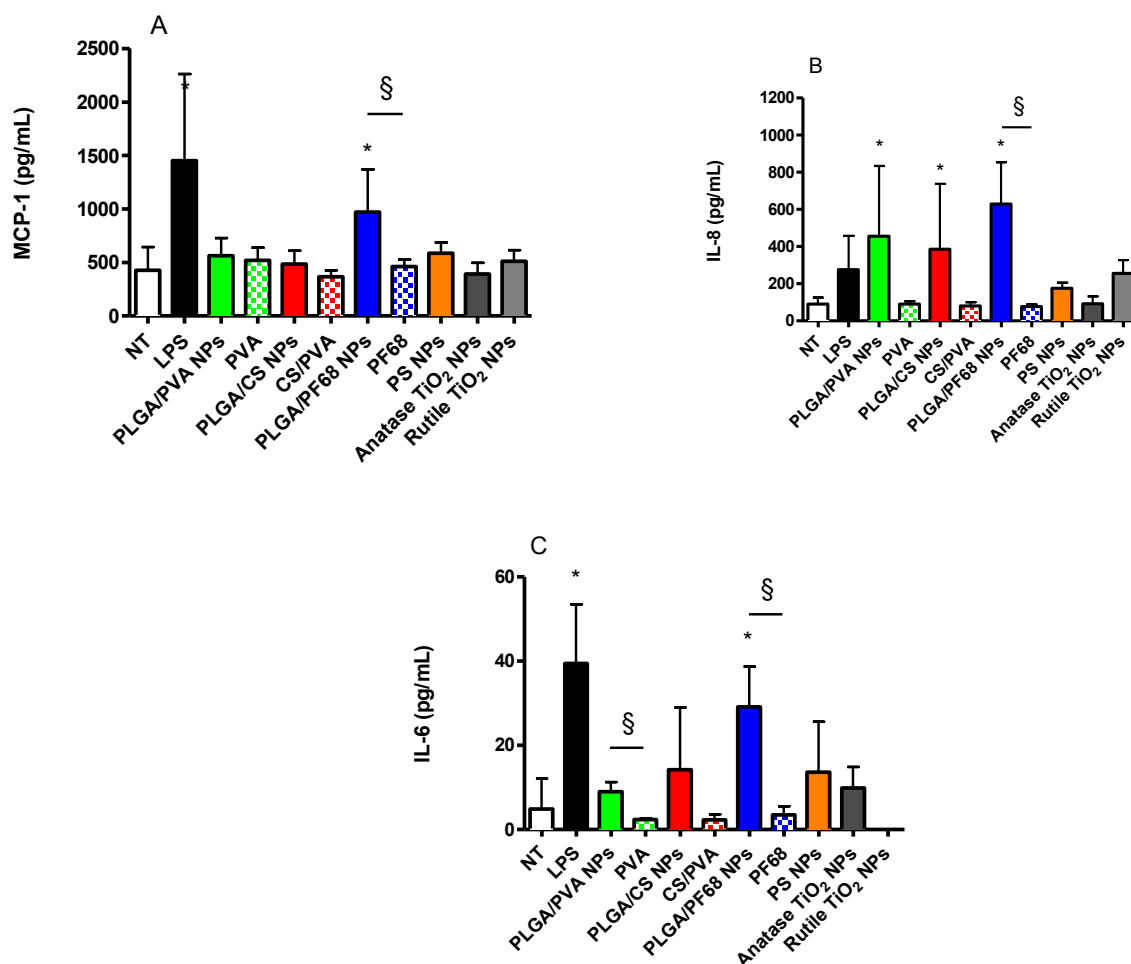 A
MCP-1 (pg/mL)
2500
2000
1500
1000
500
0
*
§
*
NT
LPS
PLGA/PVA NPs
PVA
PLGA/CS NPs
CS/PVA
PLGA/PF68 NPs
PF68
PS NPs
Anatase TiO₂ NPs
Rutile TiO₂ NPs
B
IL-8 (pg/mL)
1200
1000
800
600
400
200
0
*
*
*
§
NT
LPS
PLGA/PVA NPs
PVA
PLGA/CS NPs
CS/PVA
PLGA/PF68 NPs
PF68
PS NPs
Anatase TiO₂ NPs
Rutile TiO₂ NPs
C
IL-6 (pg/mL)
60
40
20
0
*
§
*
§
NT
LPS
PLGA/PVA NPs
PVA
PLGA/CS NPs
CS/PVA
PLGA/PF68 NPs
PF68
PS NPs
Anatase TiO₂ NPs
Rutile TiO₂ NPs